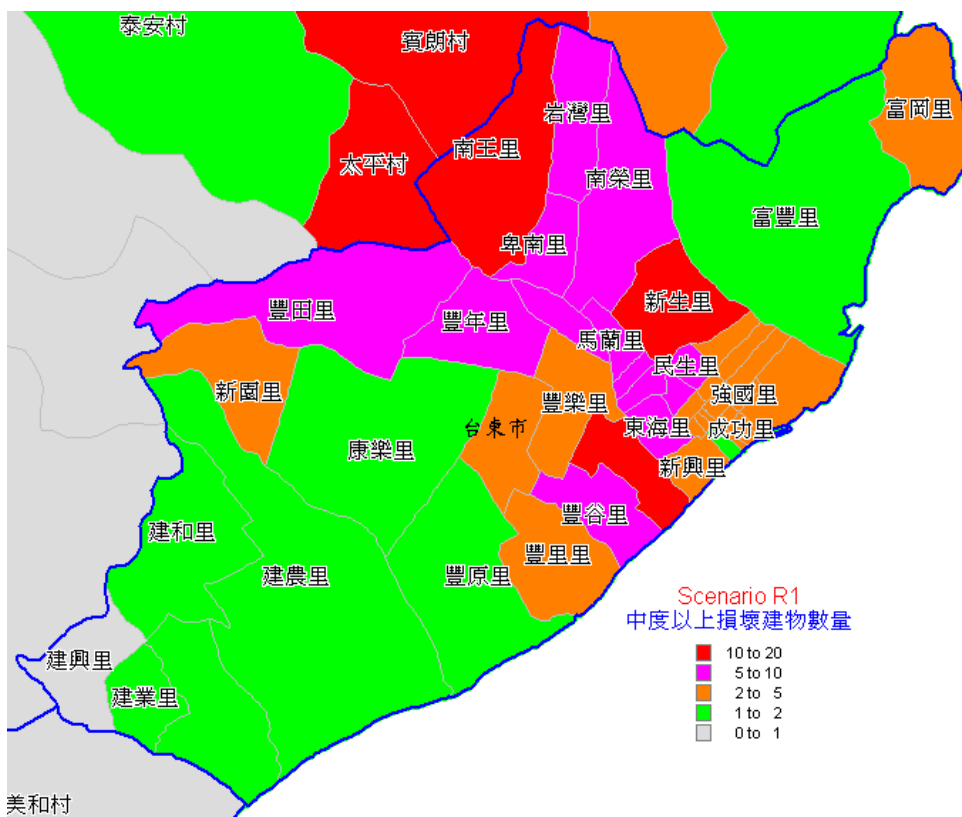 泰安村
賓朗村
富岡里
岩灣里
南王里
太平村
南榮里
富豐里
卑南里
新生里
豐田里
豐年里
馬蘭里
民生里
新園里
豐樂里
強國里
台東市
東海里
成功里
康樂里
新興里
豐谷里
建和里
豐里里
建農里
豐原里
Scenario R1
中度以上損壞建物數量
10 to 20
5 to 10
2 to 5
1 to 2
0 to 1
建興里
建業里
美和村